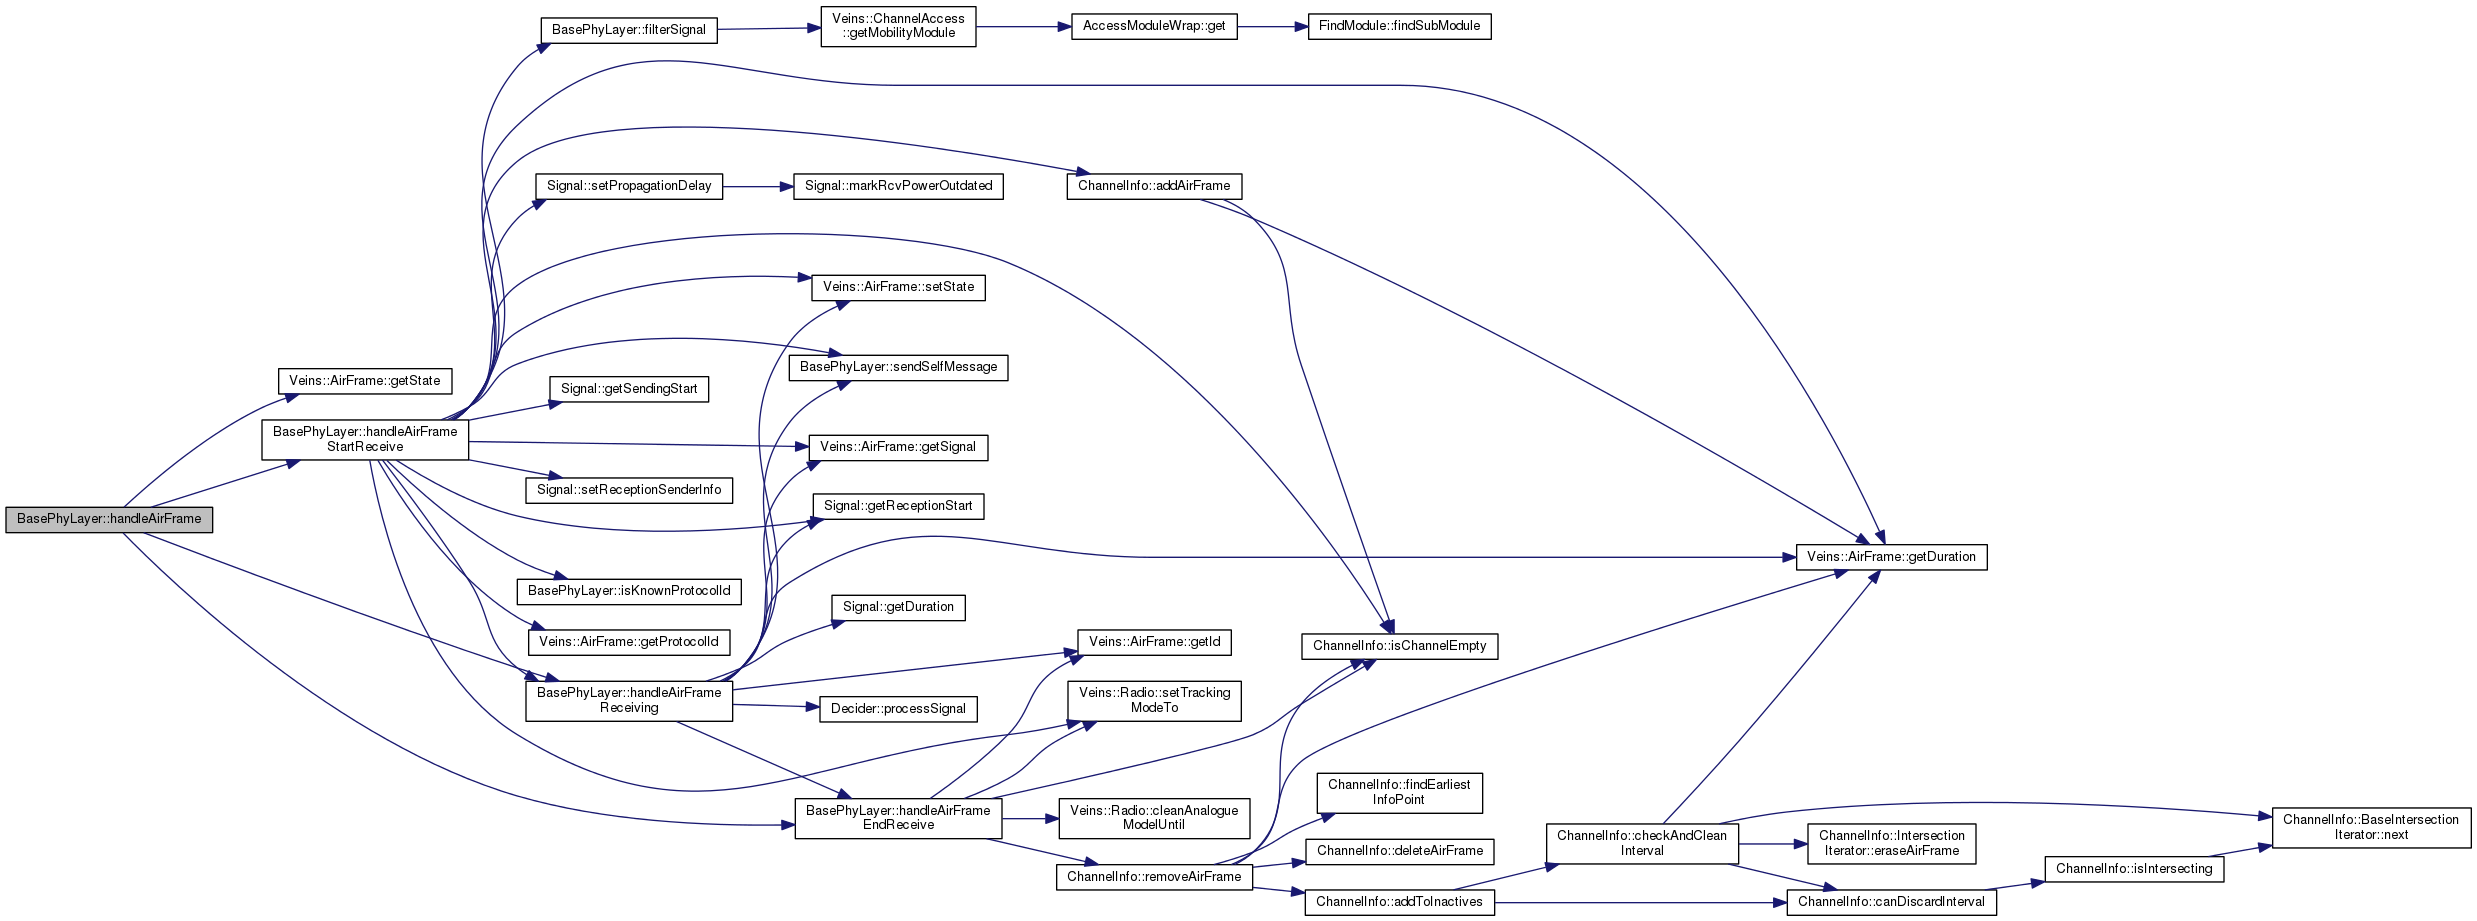 BasePhyLayer::filterSignal
Veins::ChannelAccess
::getMobilityModule
AccessModuleWrap::get
FindModule::findSubModule
Signal::setPropagationDelay
Signal::markRcvPowerOutdated
ChannelInfo::addAirFrame
Veins::AirFrame::setState
BasePhyLayer::sendSelfMessage
Veins::AirFrame::getState
Signal::getSendingStart
BasePhyLayer::handleAirFrame
StartReceive
Veins::AirFrame::getSignal
Signal::setReceptionSenderInfo
Signal::getReceptionStart
BasePhyLayer::handleAirFrame
Veins::AirFrame::getDuration
BasePhyLayer::isKnownProtocolId
Signal::getDuration
Veins::AirFrame::getProtocolId
Veins::AirFrame::getId
ChannelInfo::isChannelEmpty
BasePhyLayer::handleAirFrame
Receiving
Decider::processSignal
Veins::Radio::setTracking
ModeTo
ChannelInfo::findEarliest
InfoPoint
BasePhyLayer::handleAirFrame
EndReceive
Veins::Radio::cleanAnalogue
ModelUntil
ChannelInfo::deleteAirFrame
ChannelInfo::checkAndClean
Interval
ChannelInfo::Intersection
Iterator::eraseAirFrame
ChannelInfo::BaseIntersection
Iterator::next
ChannelInfo::removeAirFrame
ChannelInfo::isIntersecting
ChannelInfo::addToInactives
ChannelInfo::canDiscardInterval